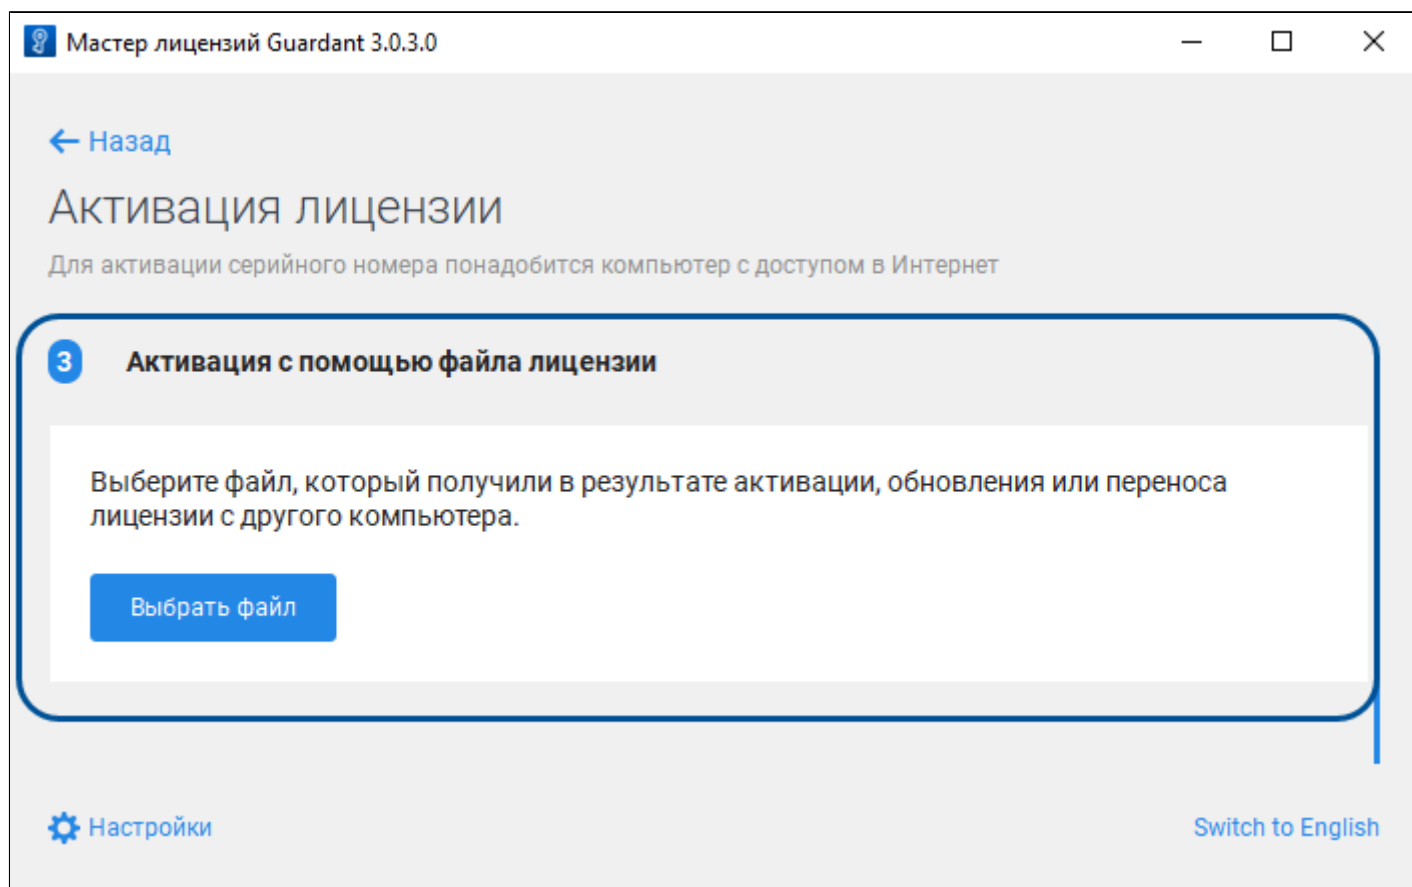 Мастер лицензий Guardant 3.0.3.0
Назад
Активация лицензии
Для активации серийного номера понадобится компьютер с доступом в Интернет
3 Активация с помощью файла лицензии
Выберите файл, который получили в результате активации, обновления или переноса
лицензии с другого компьютера.
Выбрать файл
Настройки
Switch to English